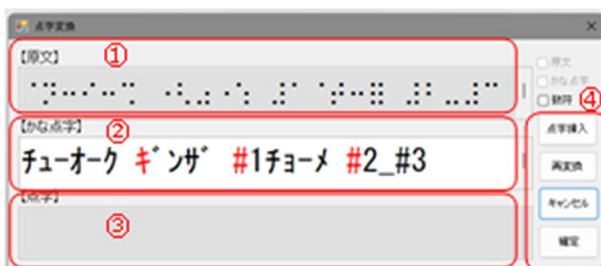 点字変換
【原文】
①
②
【かな点字】
チューオーク ギンザ #1チョーメ #2_#3
【点字】
③
原文
かな点字
数符
④
点字挿入
再変換
キャンセル
確定